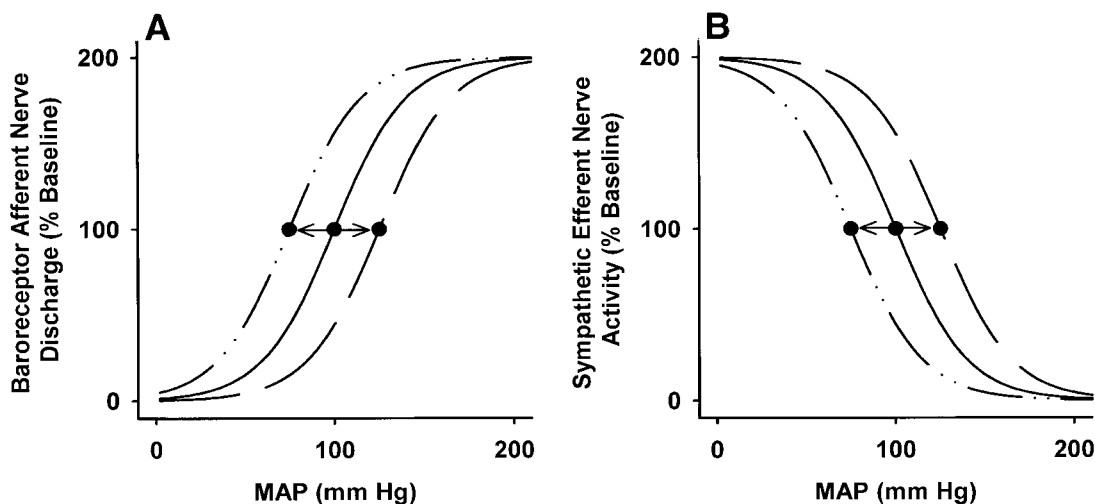 A
Baroreceptor Afferent Nerve
Discharge (% Baseline)
200
100
0
0 100 200
MAP (mm Hg)
B
Sympathetic Efferent Nerve
Activity (% Baseline)
200
100
0
0 100 200
MAP (mm Hg)